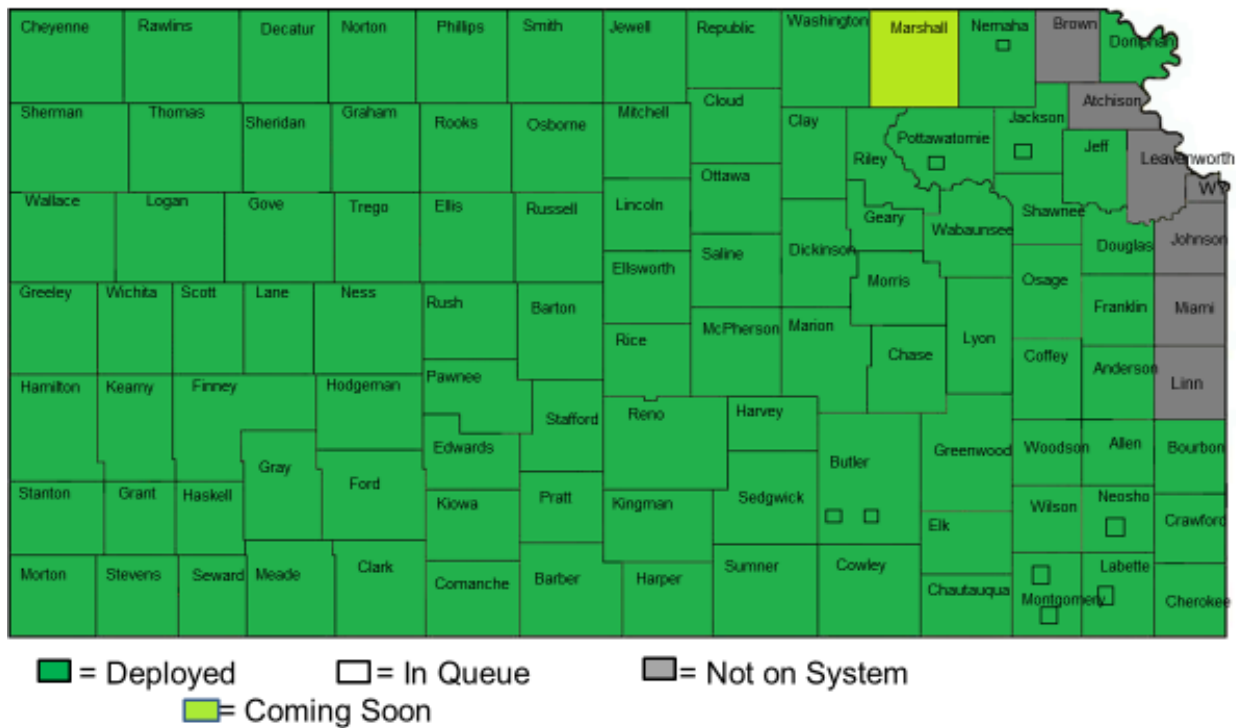 Cheyenne Rawlins Decatur Norton Phillips Smith Jewell Republic Washington Marshall Nemaha Brown Doniphan
Sherman Thomas Sheridan Graham Rooks Osborne Mitchell Cloud Clay Riley Pottawatomie Jackson Atchison Jeff Leavenworth
Wallace Logan Gove Trego Ellis Russell Lincoln Ottawa Geary Wabaunsee Shawnee WY
Ellsworth Saline Dickinson Morris Osage Douglas Johnson
Greeley Wichita Scott Lane Ness Rush Barton Rice McPherson Marion Chase Lyon Coffey Franklin Miami
Hamilton Kearny Finney Hodgeman Pawnee Stafford Reno Harvey Anderson Linn
Gray Ford Edwards Butler Greenwood Woodson Allen Bourbon
Stanton Grant Haskell Kiowa Pratt Kingman Sedgwick Elk Wilson Neosho Crawford
Morton Stevens Seward Meade Clark Comanche Barber Harper Sumner Cowley Chautauqua Montgomery Labette Cherokee
= Deployed = In Queue = Not on System
= Coming Soon